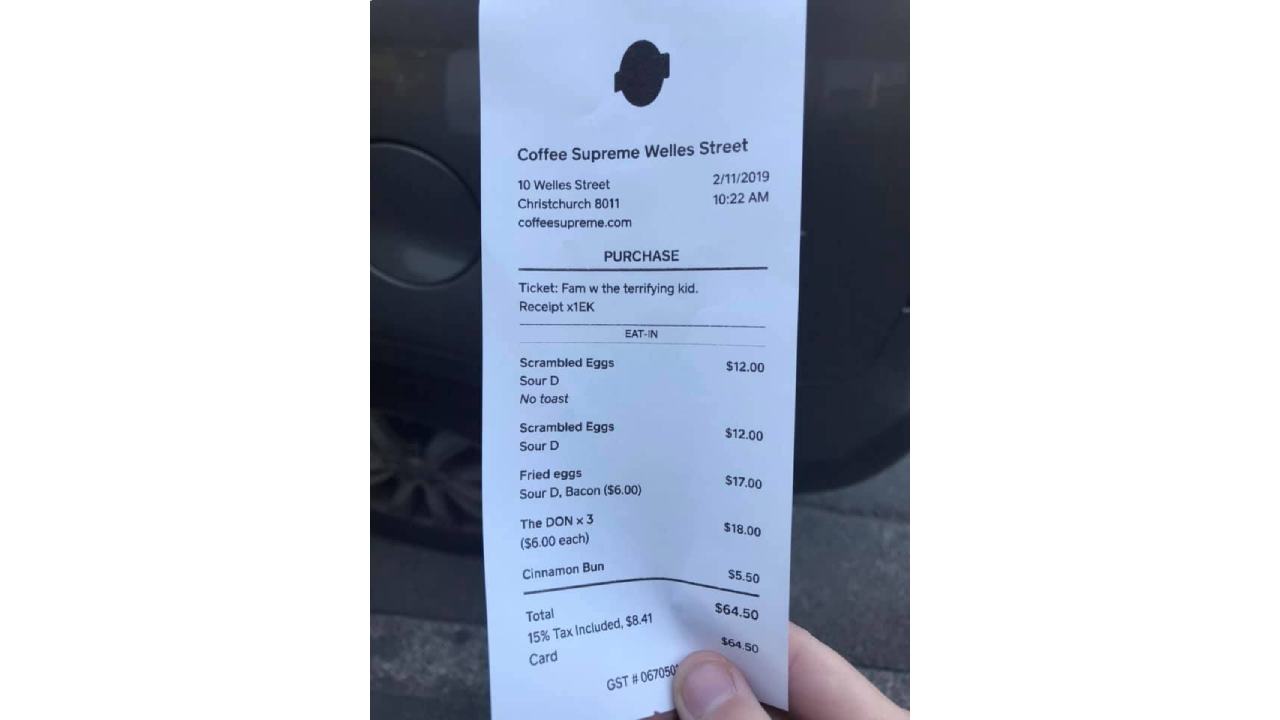 Coffee Supreme Welles Street
10 Welles Street
2/11/2019
Christchurch 8011
10:22 AM
coffeesupreme.com
PURCHASE
Ticket: Fam w the terrifying kid.
Receipt x1EK
EAT-IN
Scrambled Eggs $12.00
Sour D
No toast
Scrambled Eggs $12.00
Sour D
Fried eggs $17.00
Sour D, Bacon ($6.00)
The DON x 3 $18.00
($6.00 each)
Cinnamon Bun $5.50
Total $64.50
15% Tax Included, $8.41
Card $64.50
GST #